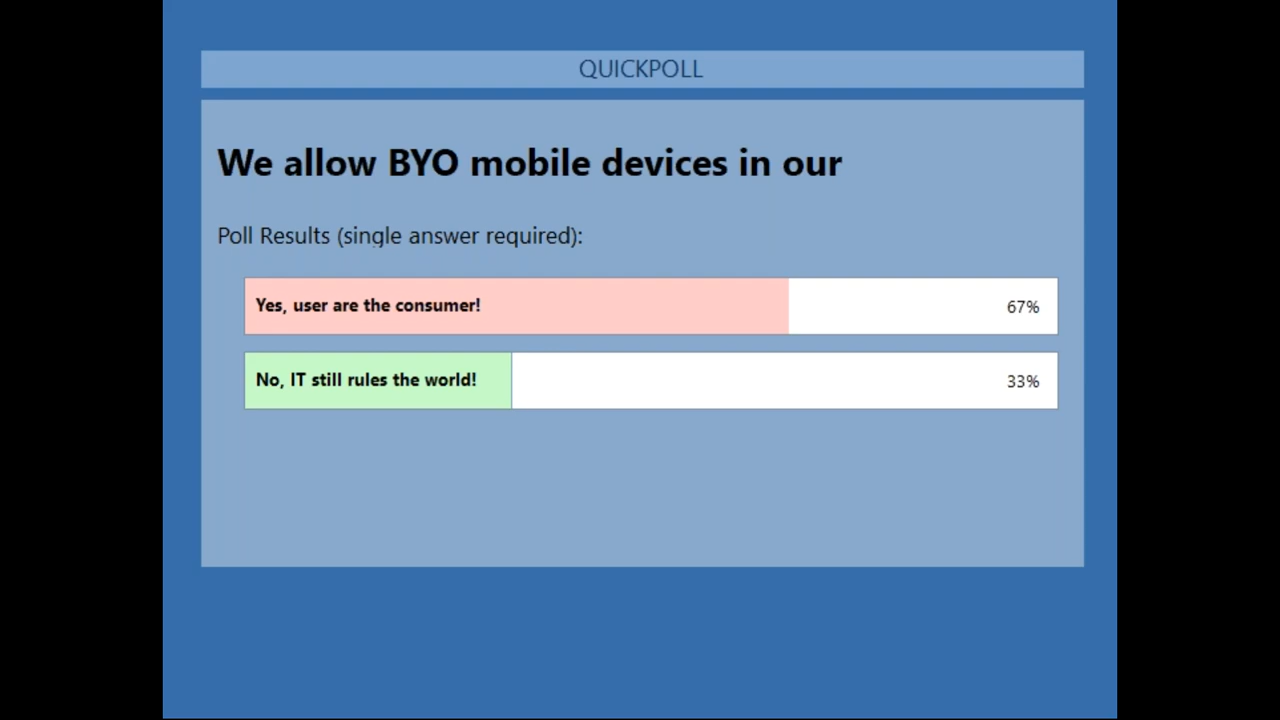 QUICKPOLL
We allow BYO mobile devices in our
Poll Results (single answer required):
Yes, user are the consumer!
67%
No, IT still rules the world!
33%